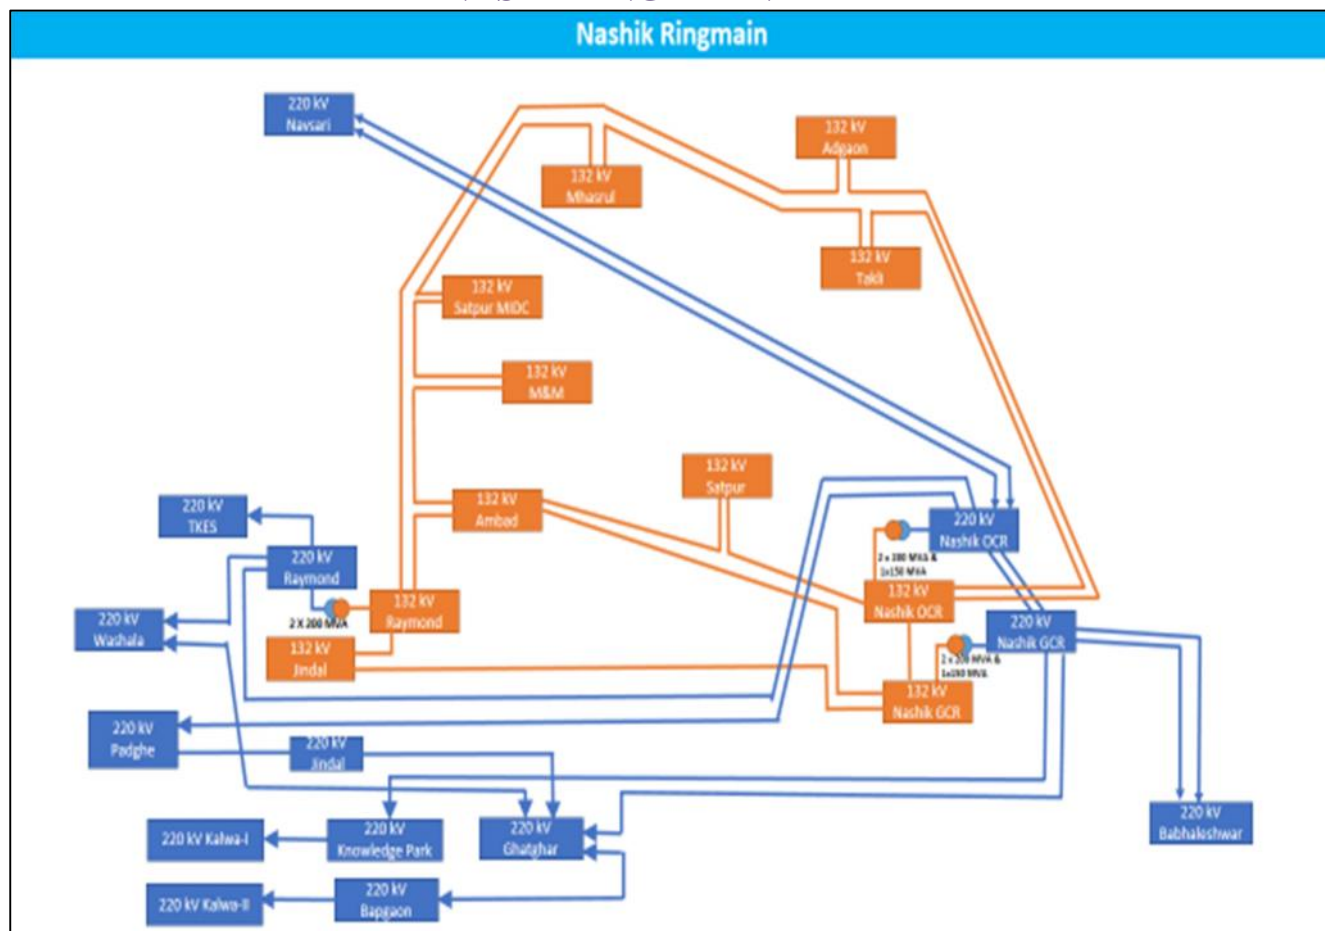 Nashik Ringmain
220 kV
Navsari
132 kV
Adgaon
132 kV
Mhasrul
132 kV
Takli
132 kV
Satpur MIDC
132 kV
M&M
132 kV
Satpur
132 kV
Ambad
220 kV
TKES
220 kV
Nashik OCR
220 kV
Raymond
132 kV
Nashik OCR
132 kV
Raymond
2 X 200 MVA
220 kV
Washala
220 kV
Nashik GCR
132 kV
Jindal
132 kV
Nashik GCR
220 kV
Padghe
220 kV
Jindal
220 kV
Babhaleshwar
220 kV Kalwa-I
220 kV
Knowledge Park
220 kV
Ghatghar
220 kV Kalwa-II
220 kV
Bapgaon